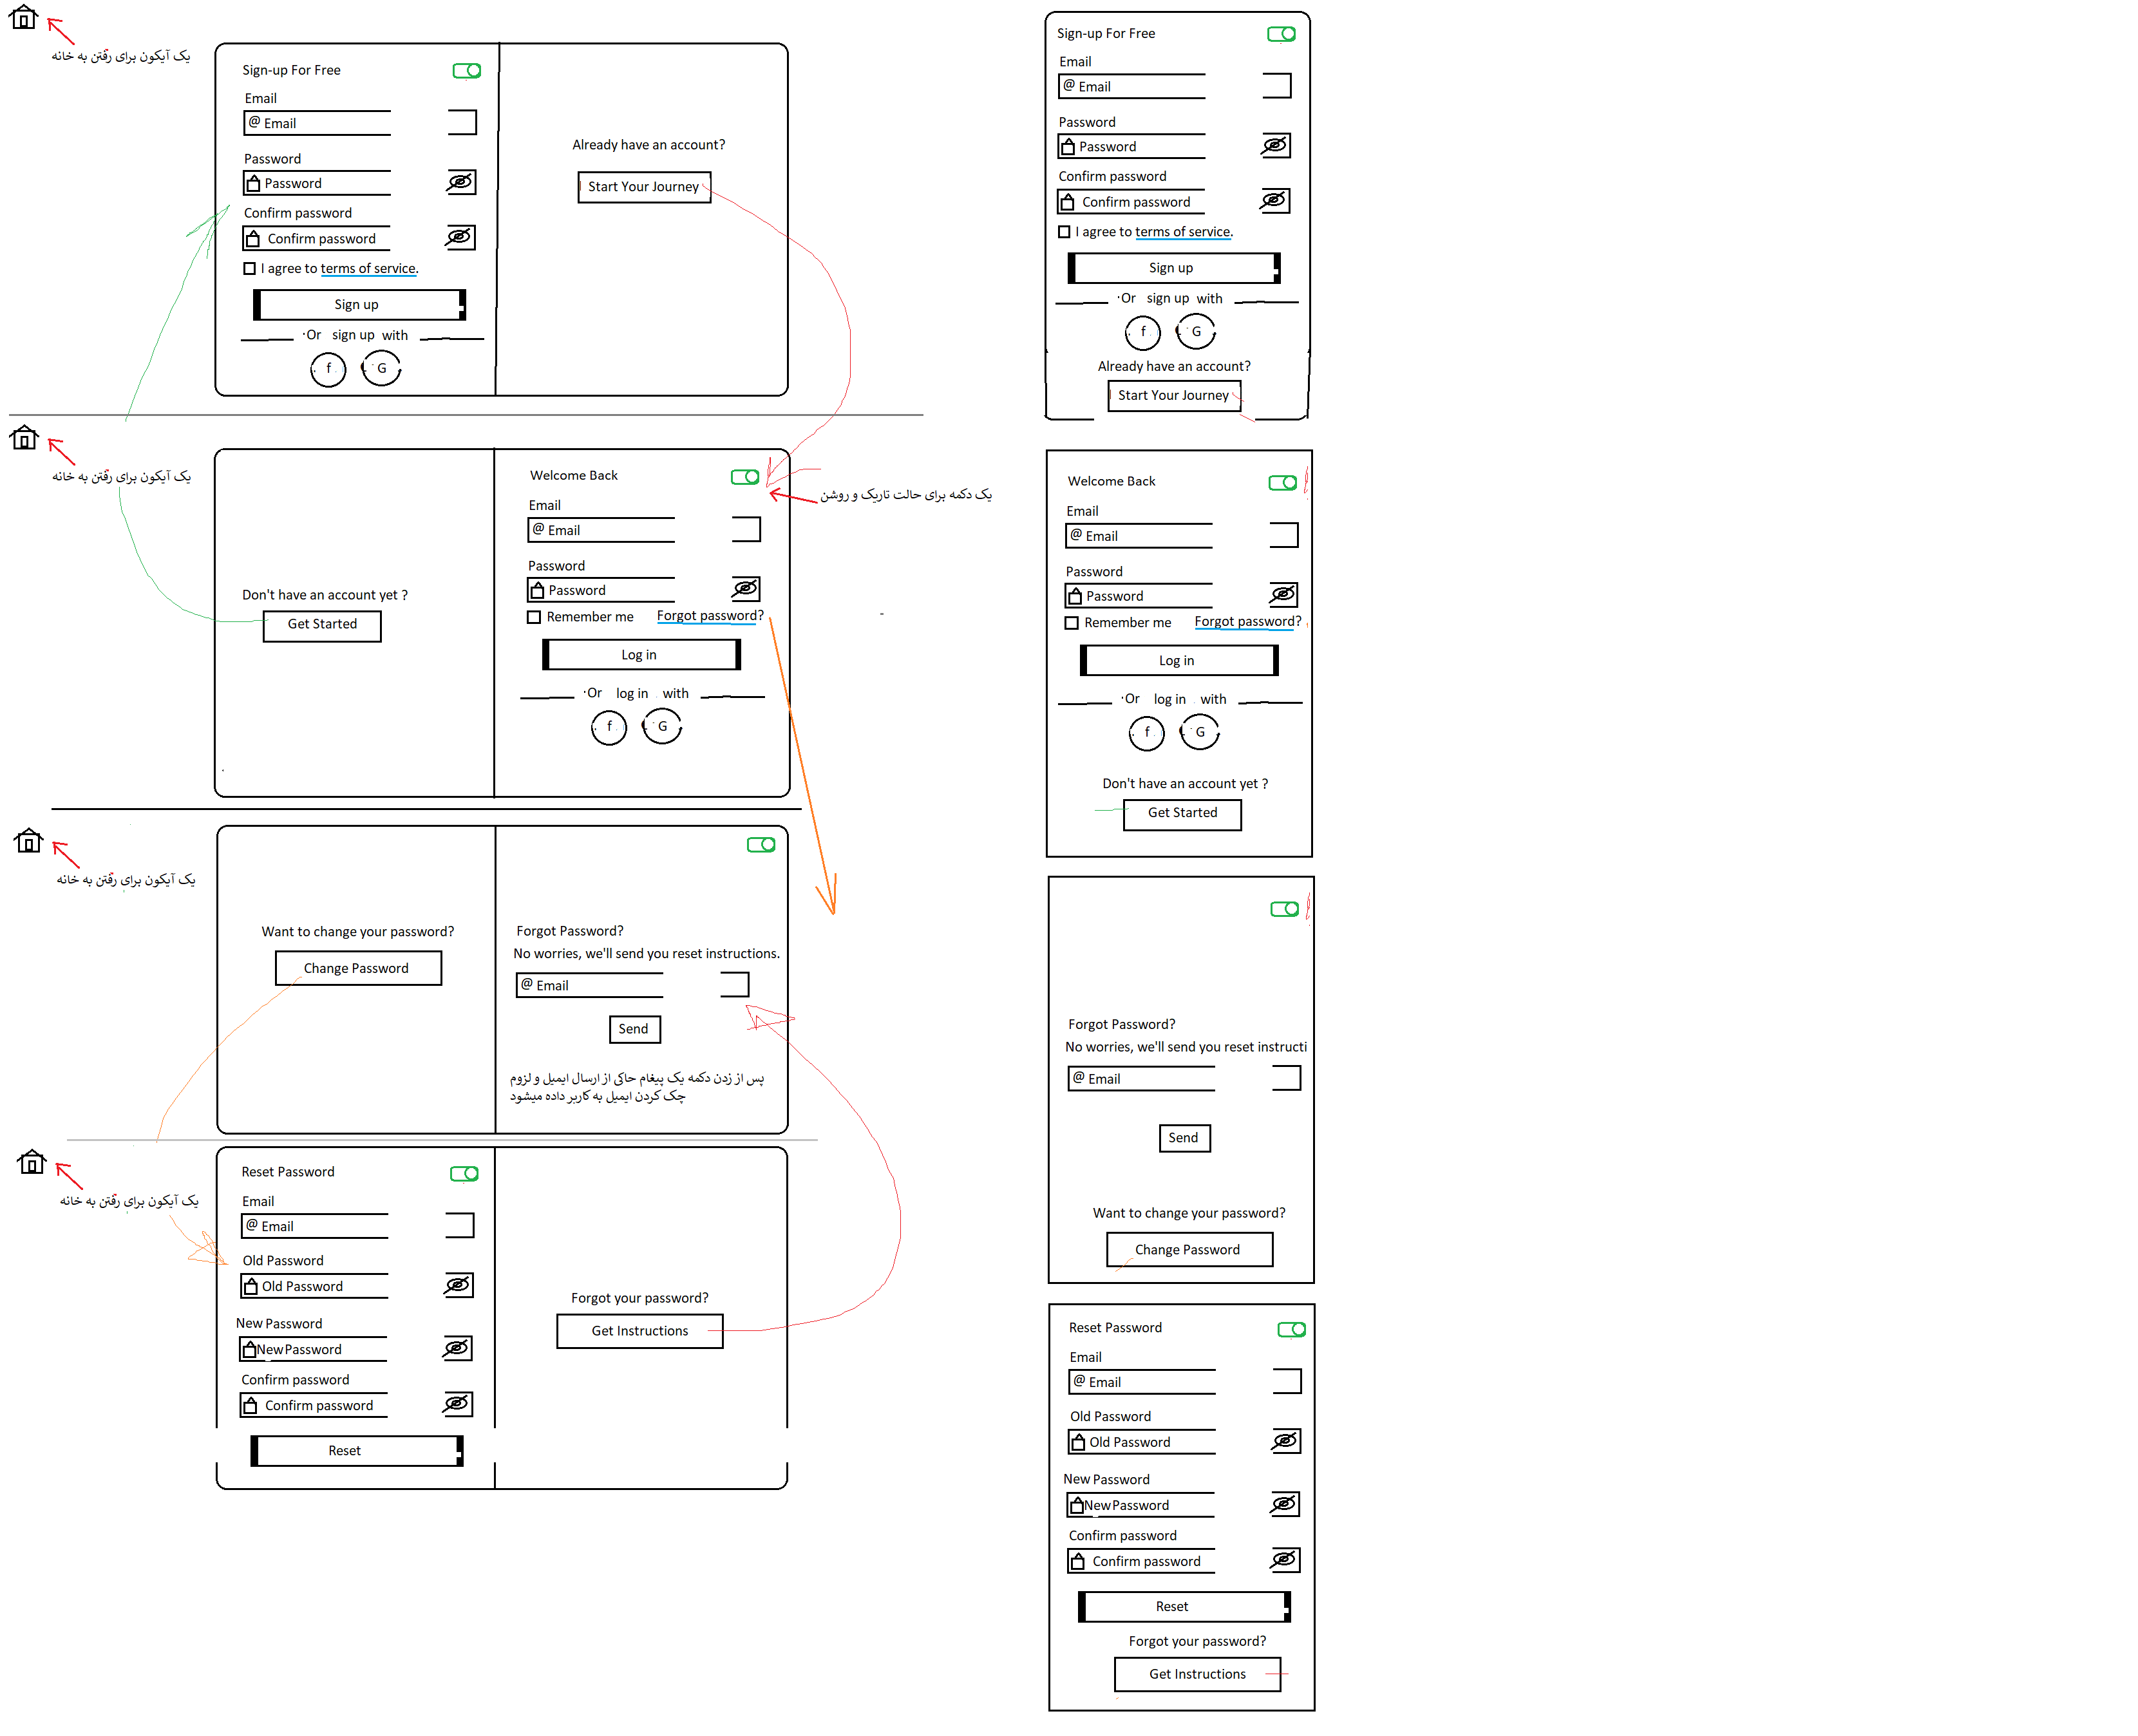 یک آیکون برای رفتن به خانه
Sign-up For Free
Email
@ Email
Password
Password
Confirm password
Confirm password
I agree to terms of service.
Sign up
Or sign up with
f G
Already have an account?
Start Your Journey
یک آیکون برای رفتن به خانه
Don't have an account yet ?
Get Started
Welcome Back
یک دکمه برای حالت تاریک و روشن
Email
@ Email
Password
Password
Remember me Forgot password?
Log in
Or log in with
f G
یک آیکون برای رفتن به خانه
Want to change your password?
Change Password
Forgot Password?
No worries, we'll send you reset instructions.
@ Email
Send
پس از زدن دکمه یک پیغام حاکی از ارسال ایمیل و لزوم
چک کردن ایمیل به کاربر داده میشود
یک آیکون برای رفتن به خانه
Reset Password
Email
@ Email
Old Password
Old Password
New Password
New Password
Confirm password
Confirm password
Reset
Forgot your password?
Get Instructions
Sign-up For Free
Email
@ Email
Password
Password
Confirm password
Confirm password
I agree to terms of service.
Sign up
Or sign up with
f G
Already have an account?
Start Your Journey
Welcome Back
Email
@ Email
Password
Password
Remember me Forgot password?
Log in
Or log in with
f G
Don't have an account yet ?
Get Started
Forgot Password?
No worries, we'll send you reset instructi
@ Email
Send
Want to change your password?
Change Password
Reset Password
Email
@ Email
Old Password
Old Password
New Password
New Password
Confirm password
Confirm password
Reset
Forgot your password?
Get Instructions